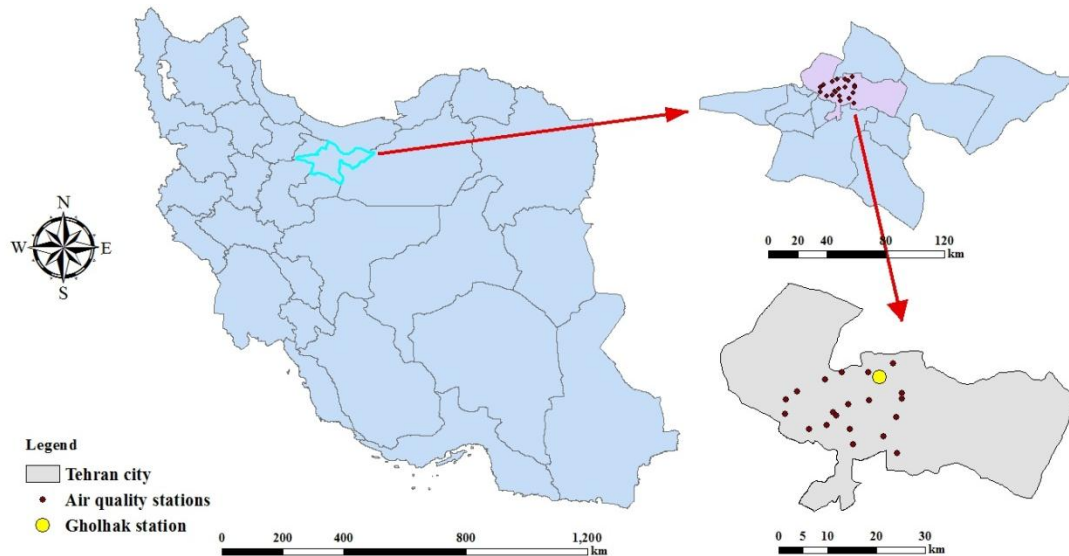 N
W E
S
Legend
Tehran city
Air quality stations
Gholhak station
0 200 400 800 1,200
km
0 20 40 80 120
km
0 5 10 20 30
km